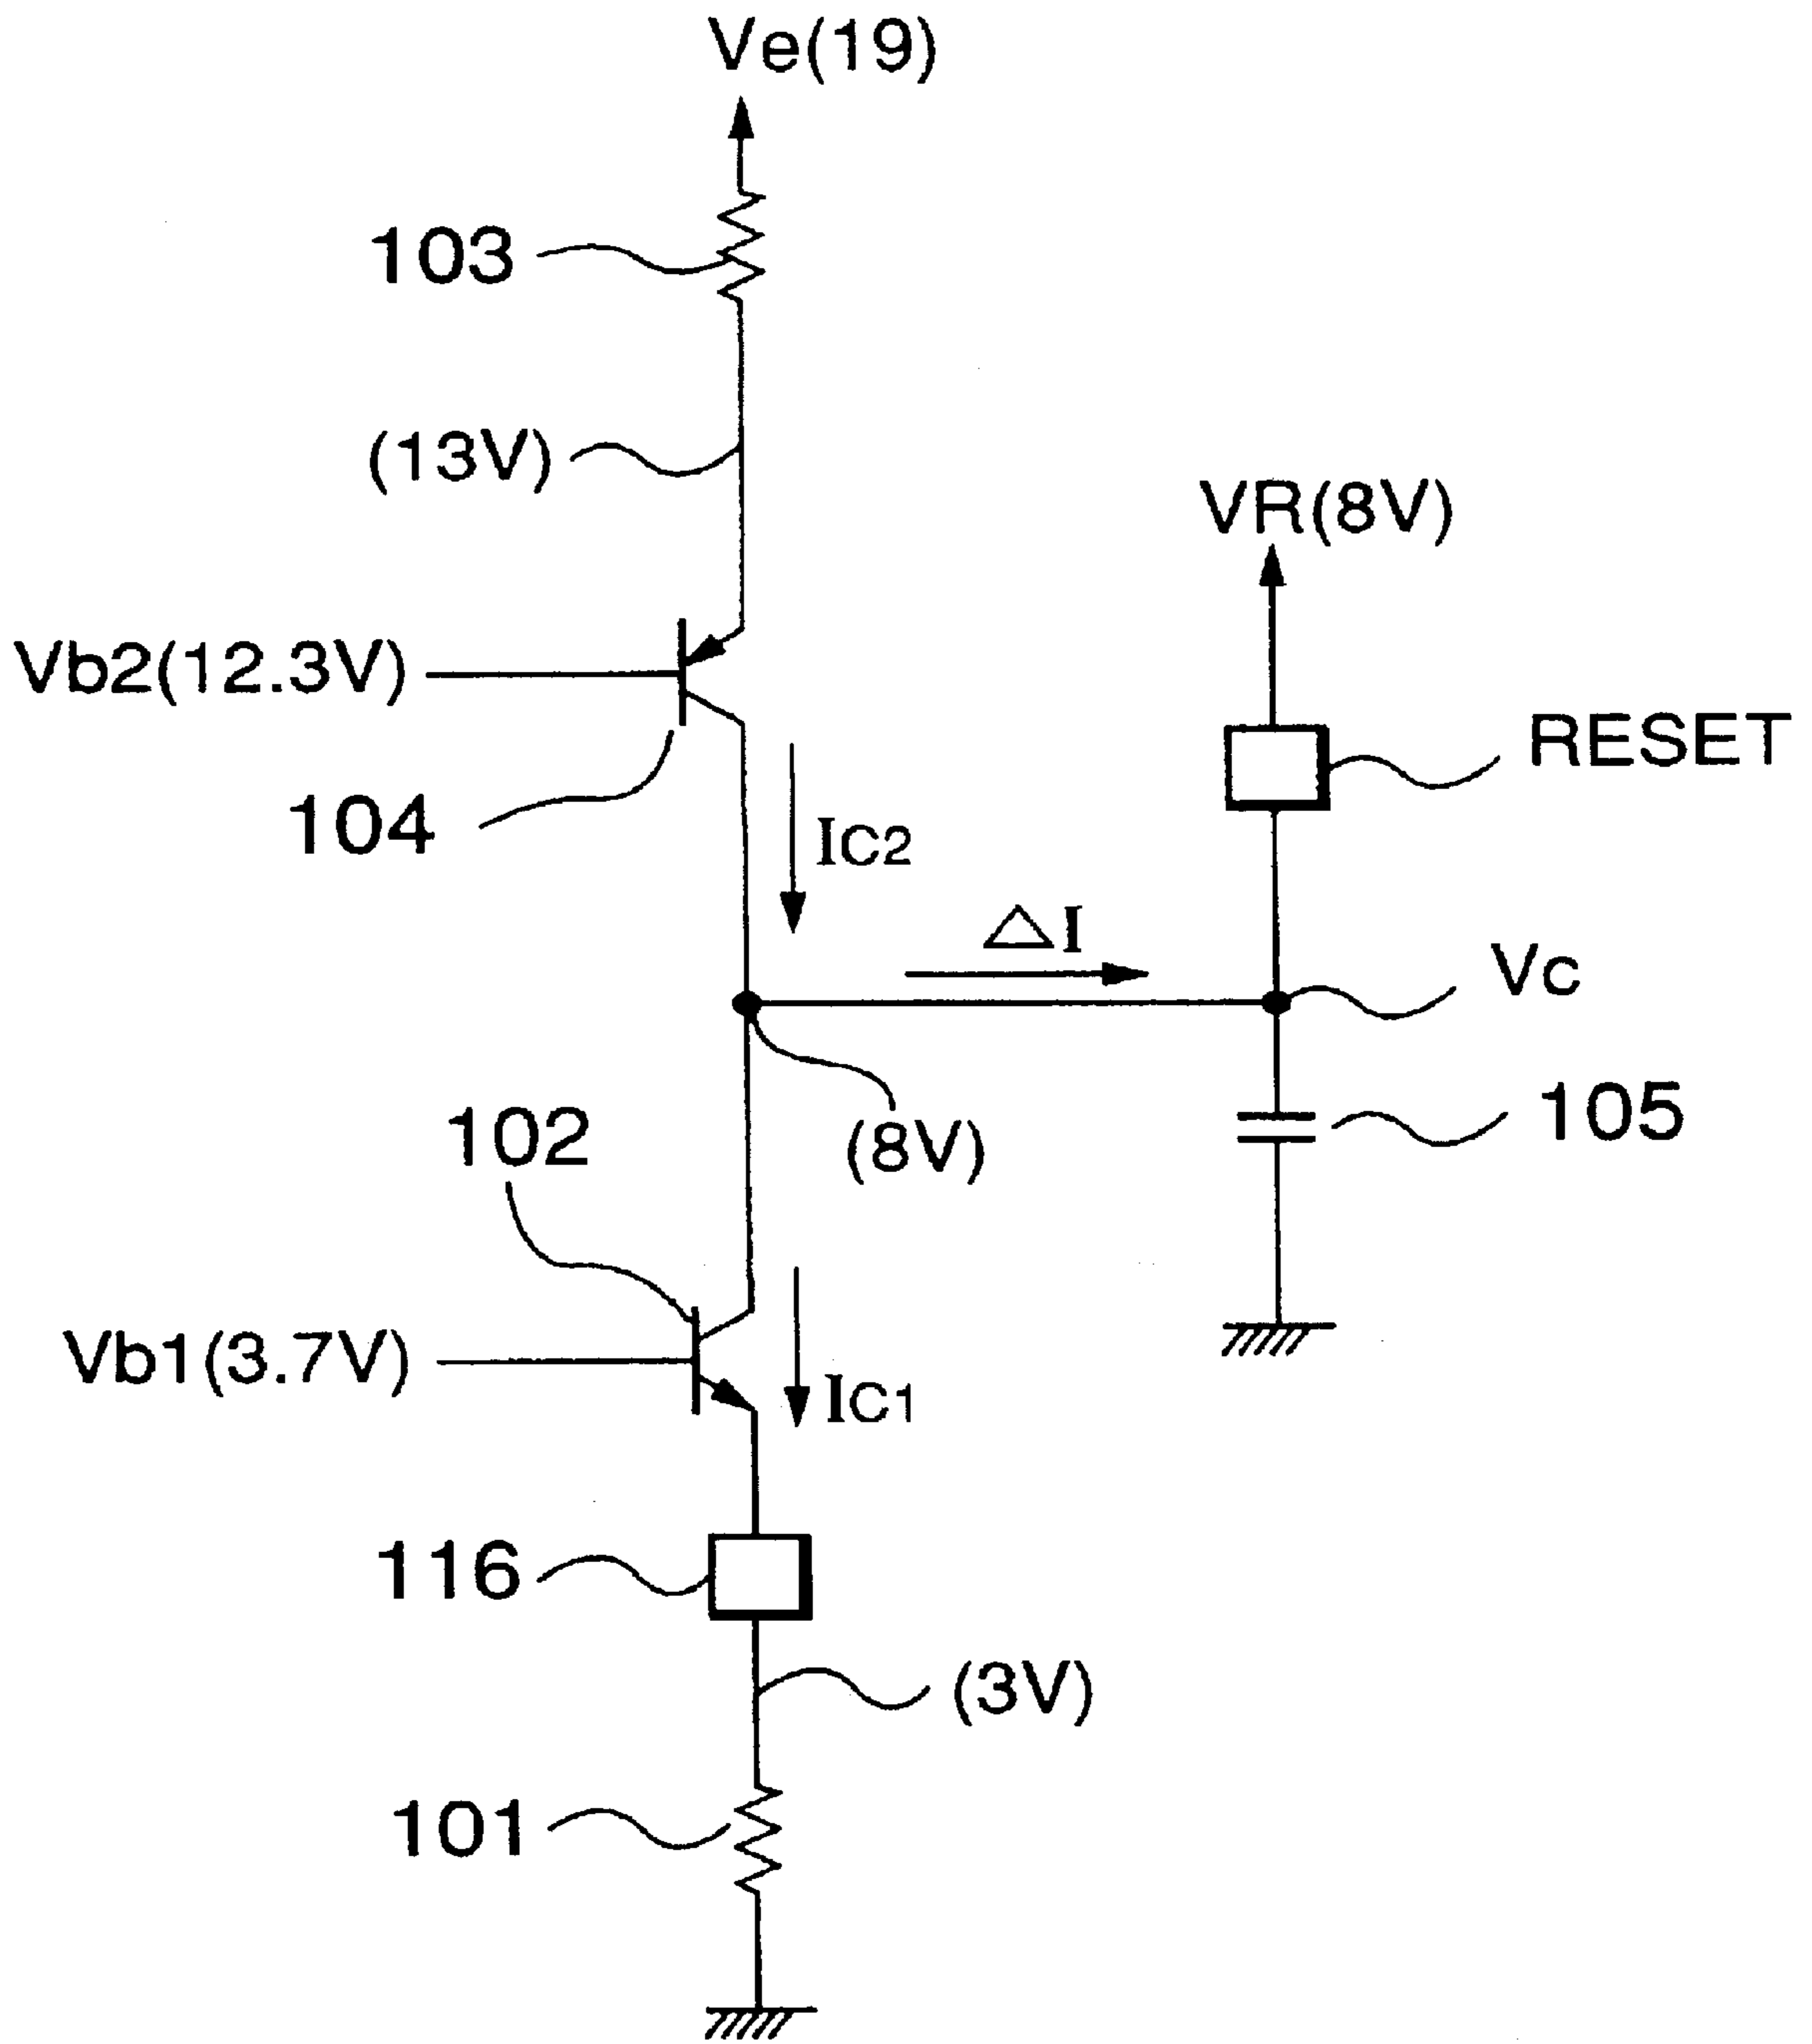 Ve(19)
103
(13V)
VR(8V)
Vb2(12.3V)
RESET
104
IC2
△I
Vc
105
102
(8V)
Vb1(3.7V)
IC1
116
(3V)
101